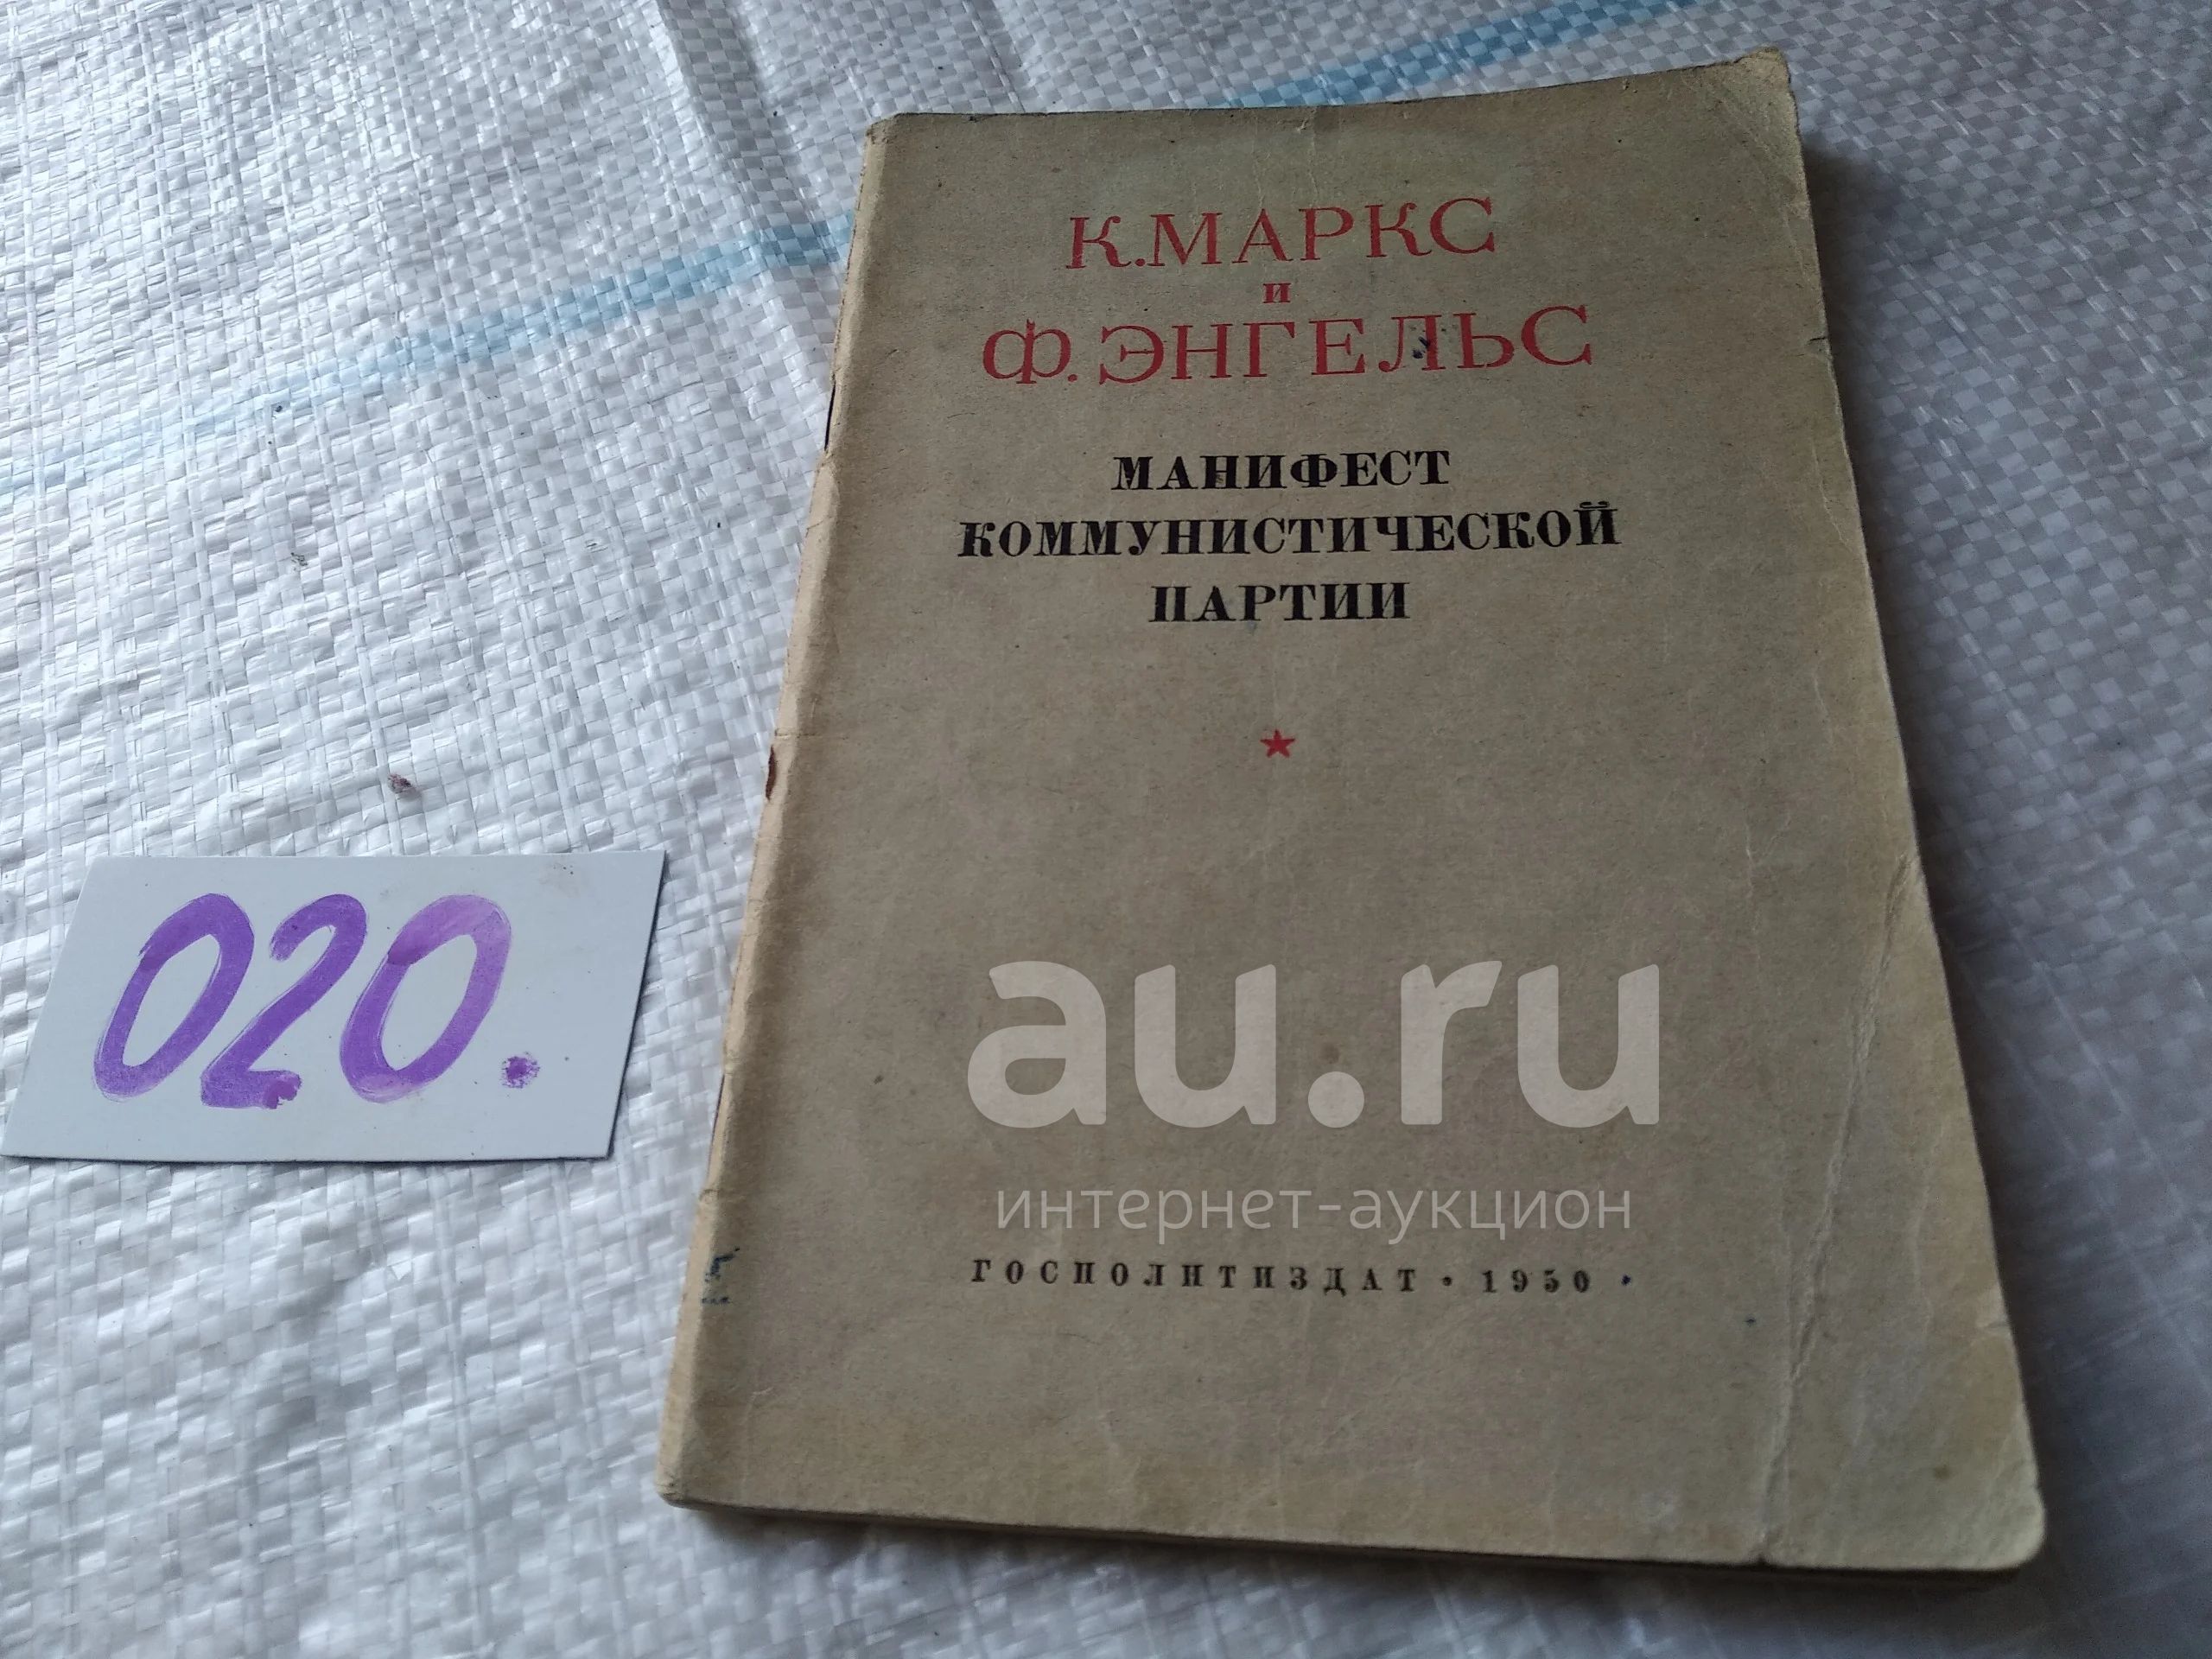 К. МАРКС
и
Ф. ЭНГЕЛЬС
МАНИФЕСТ
КОММУНИСТИЧЕСКОЙ
ПАРТИИ
020.
au.ru
интернет-аукцион
ГОСПОЛИТИЗДАТ • 1950